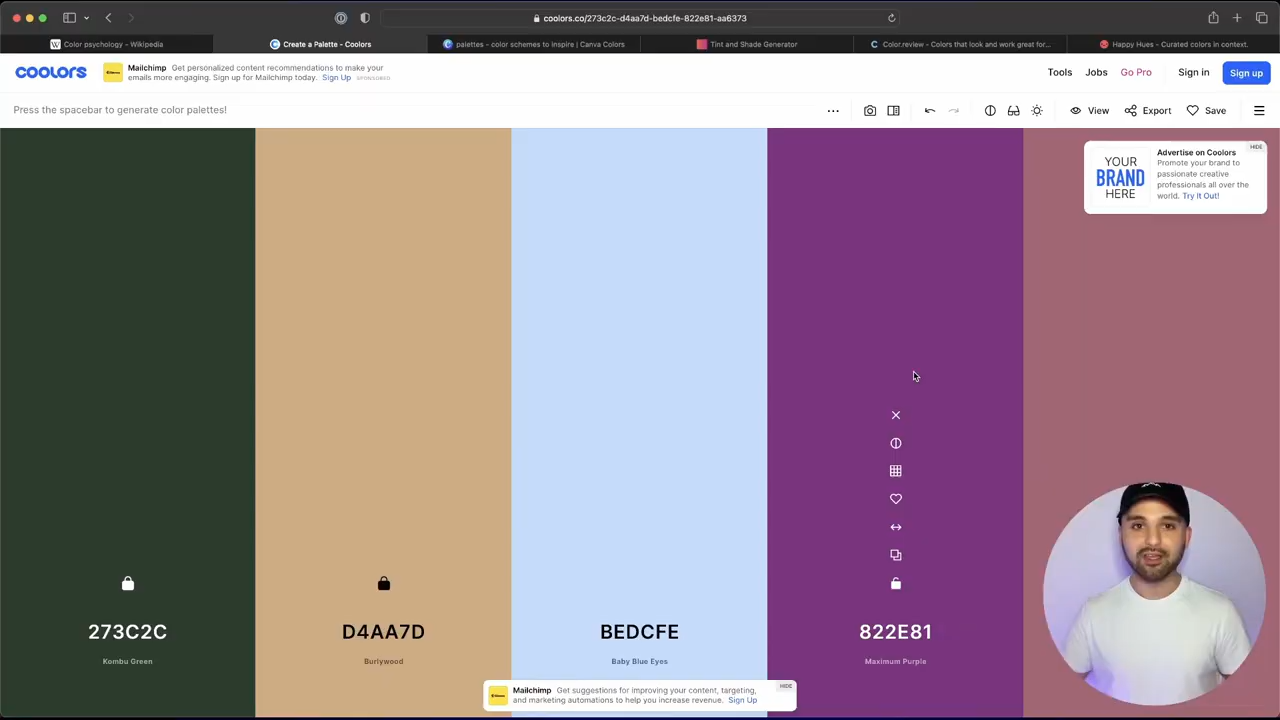 coolors.co/273c2c-d4aa7d-bedcfe-822e81-aa6373
W Color psychology - Wikipedia
Create a Palette - Coolors
palettes - color schemes to inspire | Canva Colors
Tint and Shade Generator
Color.review - Colors that look and work great for...
Happy Hues - Curated colors in context.
coolors
Mailchimp
Get personalized content recommendations to make your
emails more engaging. Sign up for Mailchimp today. Sign Up SPONSORED
Tools
Jobs
Go Pro
Sign in
Sign up
Press the spacebar to generate color palettes!
View
Export
Save
YOUR
BRAND
HERE
Advertise on Coolors
HIDE
Promote your brand to
passionate creative
professionals all over the
world. Try It Out!
273C2C
Kombu Green
D4AA7D
Burlywood
BEDCFE
Baby Blue Eyes
822E81
Maximum Purple
Mailchimp
Get suggestions for improving your content, targeting,
and marketing automations to help you increase revenue. Sign Up
HIDE